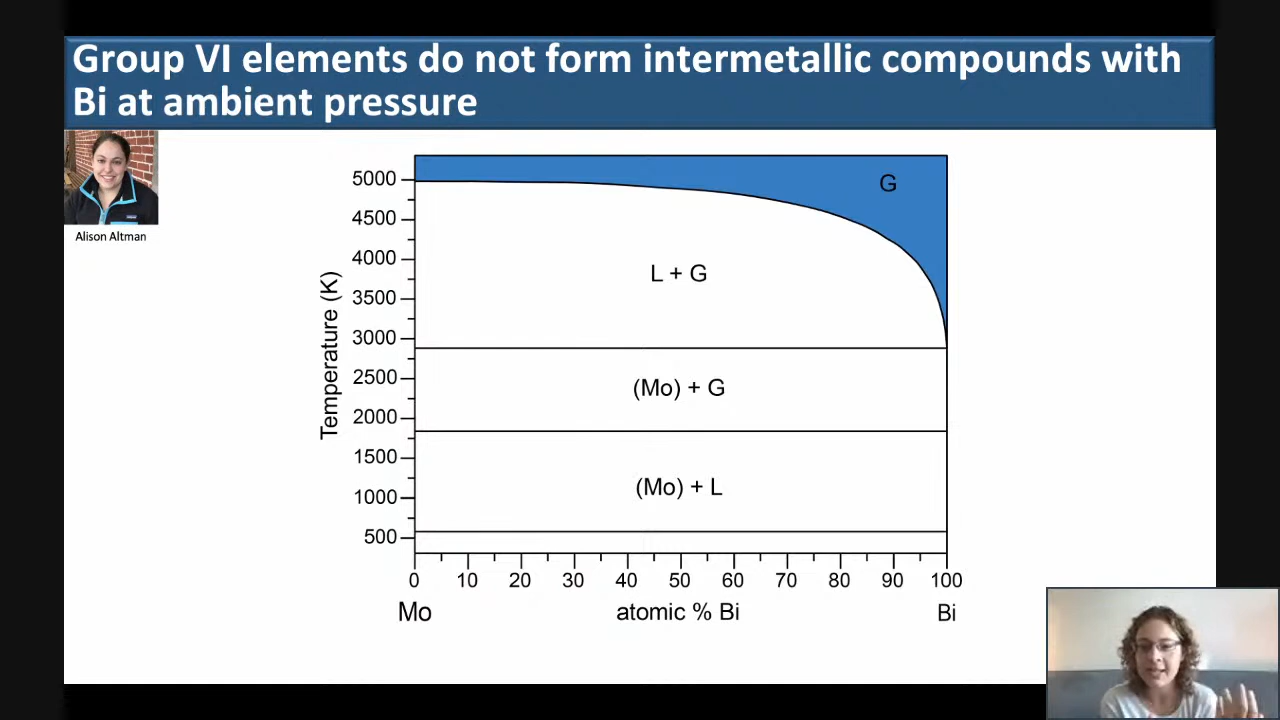 Group VI elements do not form intermetallic compounds with
Bi at ambient pressure
Alison Altman
Temperature (K)
5000
4500
4000
3500
3000
2500
2000
1500
1000
500
G
L + G
(Mo) + G
(Mo) + L
0 10 20 30 40 50 60 70 80 90 100
Mo atomic % Bi Bi